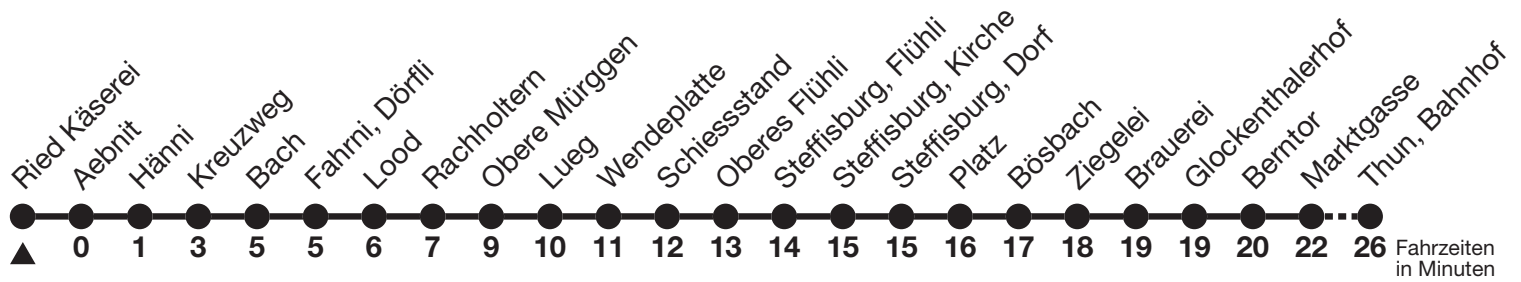 Ried Käserei
Aebnit
Hänni
Kreuzweg
Bach
Fahrni, Dörfli
Lood
Rachholtern
Obere Mürggen
Lueg
Wendeplatte
Schiessstand
Oberes Flühli
Steffisburg, Flühli
Steffisburg, Kirche
Steffisburg, Dorf
Platz
Bösbach
Ziegelei
Brauerei
Glockenthalerhof
Berntor
Marktgasse
Thun, Bahnhof
0 1 3 5 5 6 7 9 10 11 12 13 14 15 15 16 17 18 19 19 20 22 26 Fahrzeiten
in Minuten